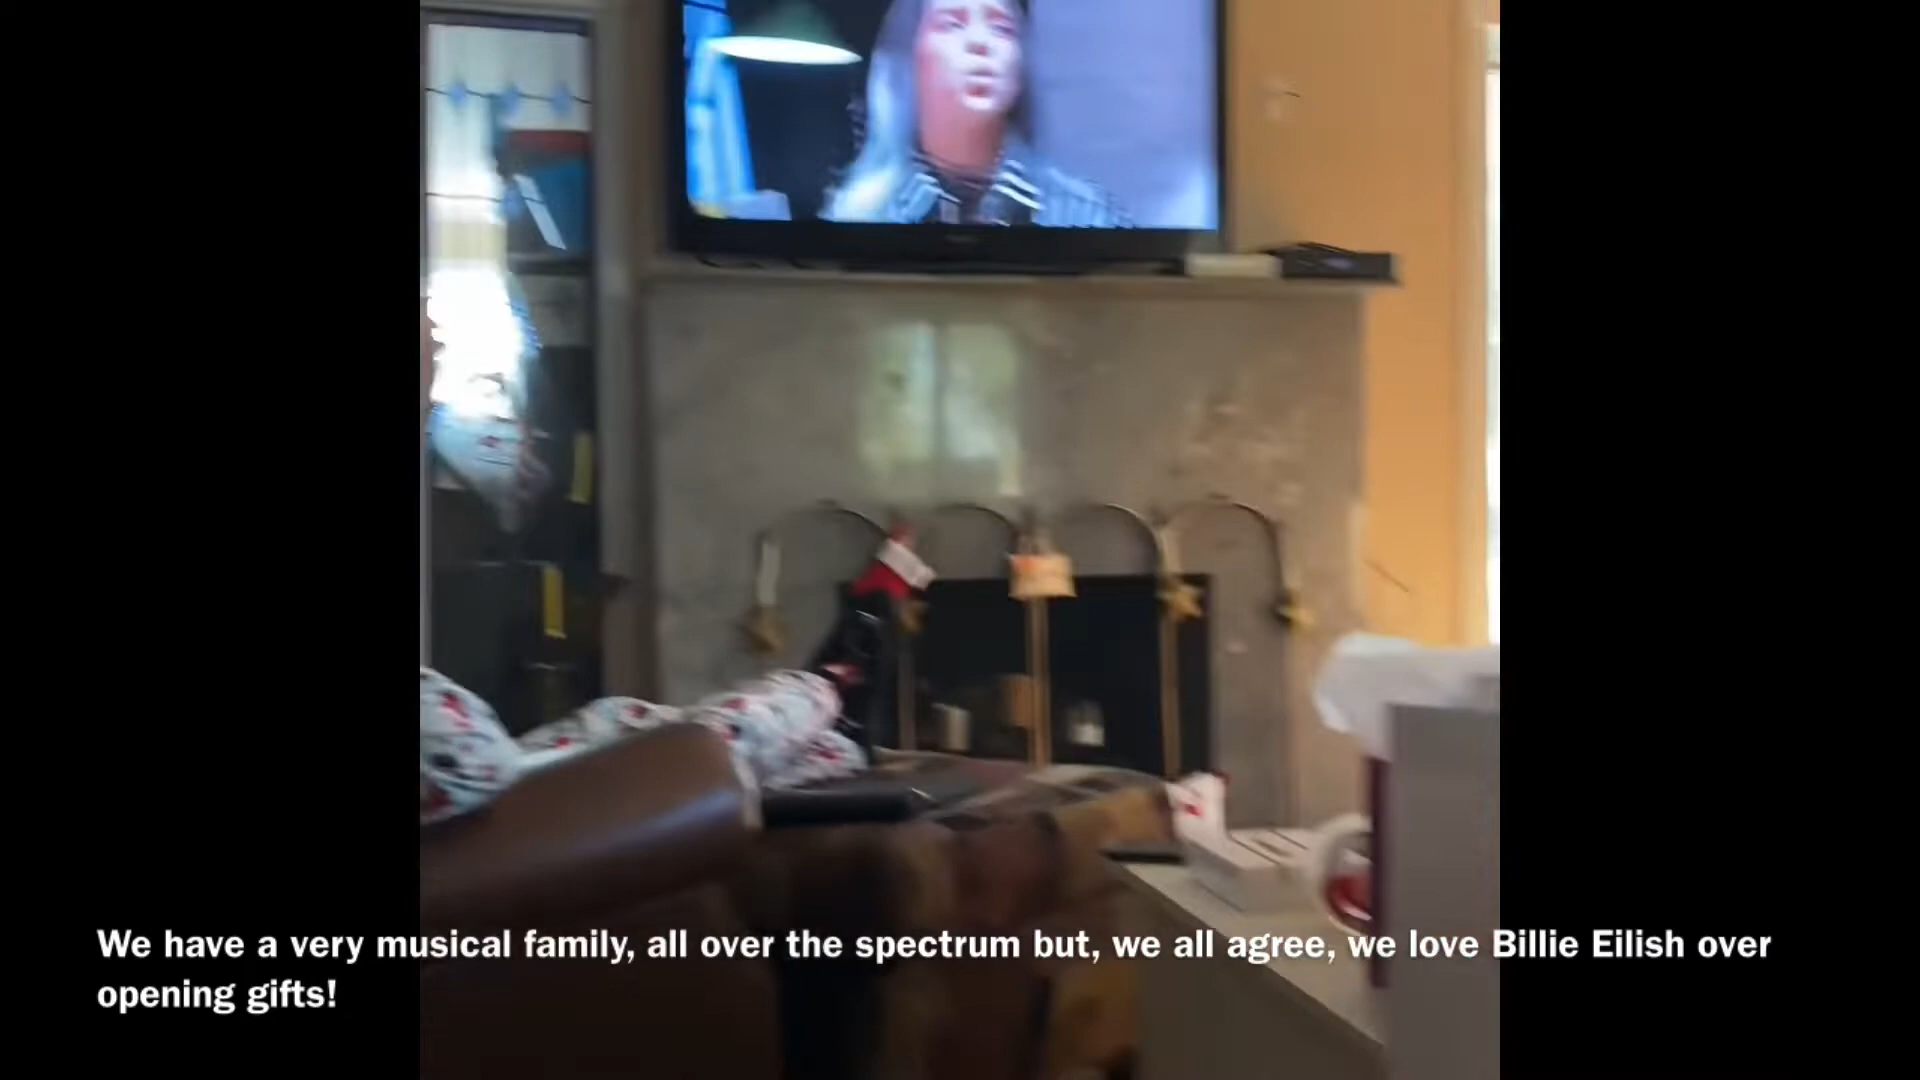 We have a very musical family, all over the spectrum but, we all agree, we love Billie Eilish over
opening gifts!